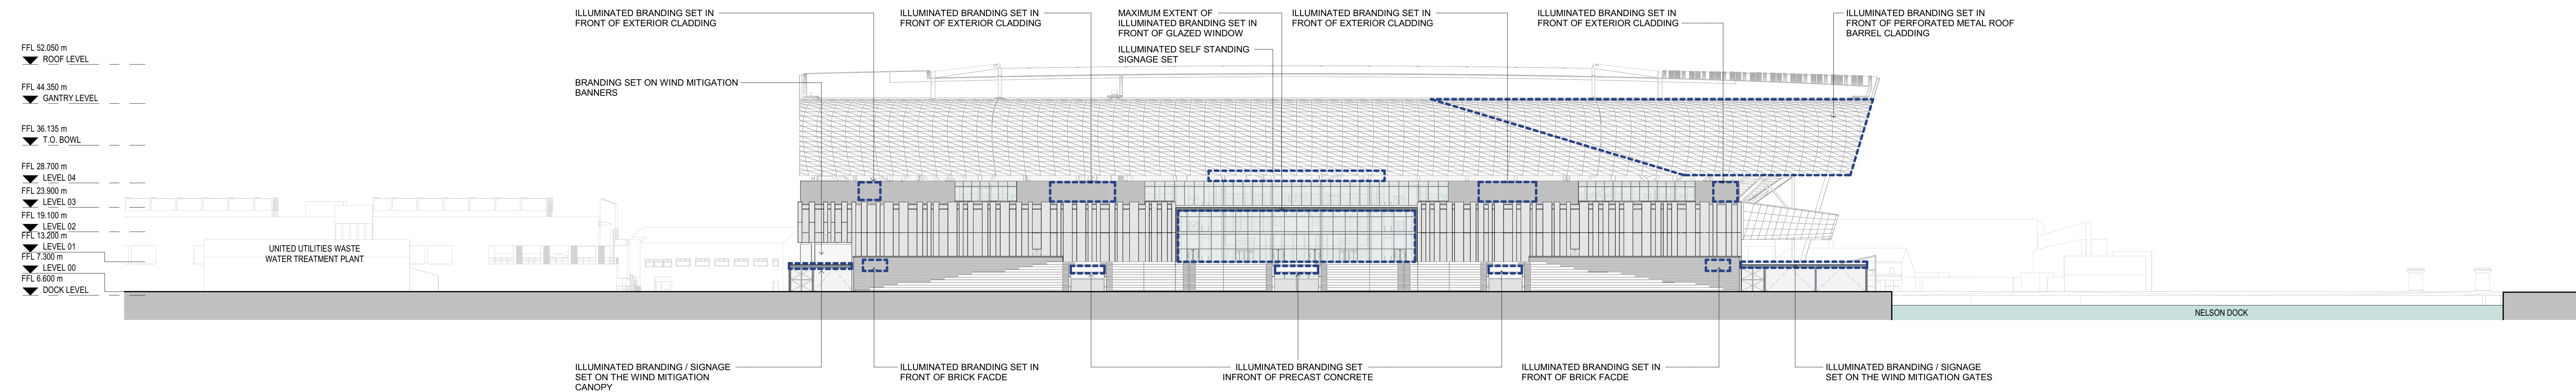 ILLUMINATED BRANDING SET IN
FRONT OF EXTERIOR CLADDING
ILLUMINATED BRANDING SET IN
FRONT OF EXTERIOR CLADDING
MAXIMUM EXTENT OF
ILLUMINATED BRANDING SET IN
FRONT OF GLAZED WINDOW
ILLUMINATED SELF STANDING
SIGNAGE SET
ILLUMINATED BRANDING SET IN
FRONT OF EXTERIOR CLADDING
ILLUMINATED BRANDING SET IN
FRONT OF EXTERIOR CLADDING
ILLUMINATED BRANDING SET IN
FRONT OF PERFORATED METAL ROOF
BARREL CLADDING
BRANDING SET ON WIND MITIGATION
BANNERS
FFL 52.050 m
ROOF LEVEL
FFL 44.350 m
GANTRY LEVEL
FFL 36.135 m
T.O. BOWL
FFL 28.700 m
LEVEL 04
FFL 23.900 m
LEVEL 03
FFL 19.100 m
LEVEL 02
FFL 13.200 m
LEVEL 01
FFL 7.300 m
LEVEL 00
FFL 6.600 m
DOCK LEVEL
UNITED UTILITIES WASTE
WATER TREATMENT PLANT
NELSON DOCK
ILLUMINATED BRANDING / SIGNAGE
SET ON THE WIND MITIGATION
CANOPY
ILLUMINATED BRANDING SET IN
FRONT OF BRICK FACDE
ILLUMINATED BRANDING SET
INFRONT OF PRECAST CONCRETE
ILLUMINATED BRANDING SET IN
FRONT OF BRICK FACDE
ILLUMINATED BRANDING / SIGNAGE
SET ON THE WIND MITIGATION GATES